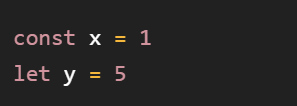 const x = 1
let y = 5